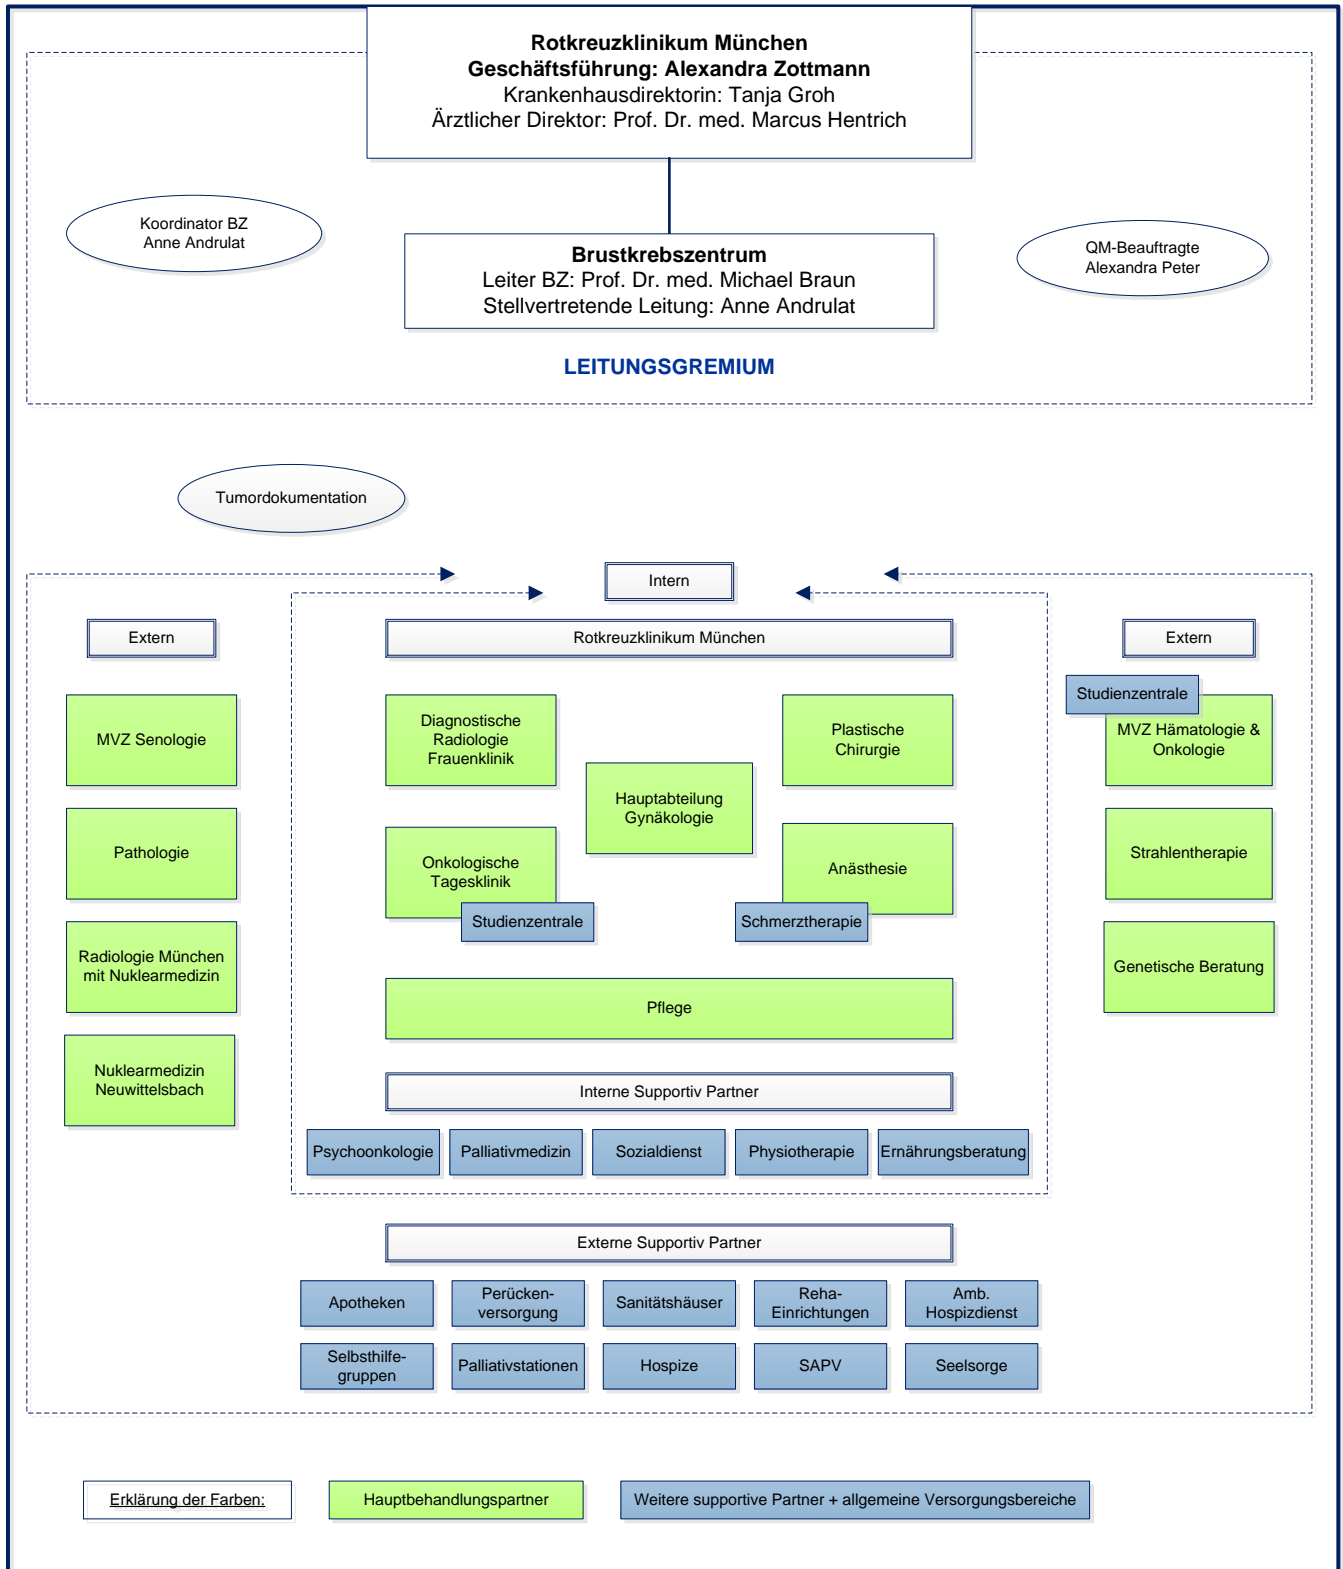 Rotkreuzklinikum München
Geschäftsführung: Alexandra Zottmann
Krankenhausdirektorin: Tanja Groh
Ärztlicher Direktor: Prof. Dr. med. Marcus Hentrich
Koordinator BZ
Anne Andrulat
Brustkrebszentrum
Leiter BZ: Prof. Dr. med. Michael Braun
Stellvertretende Leitung: Anne Andrulat
QM-Beauftragte
Alexandra Peter
LEITUNGSGREMIUM
Tumordokumentation
Intern
Extern
Rotkreuzklinikum München
Extern
MVZ Senologie
Pathologie
Radiologie München
mit Nuklearmedizin
Nuklearmedizin
Neuwittelsbach
Diagnostische
Radiologie
Frauenklinik
Plastische
Chirurgie
Hauptabteilung
Gynäkologie
Onkologische
Tagesklinik
Studienzentrale
Anästhesie
Schmerztherapie
Pflege
Studienzentrale
MVZ Hämatologie &
Onkologie
Strahlentherapie
Genetische Beratung
Interne Supportiv Partner
Psychoonkologie
Palliativmedizin
Sozialdienst
Physiotherapie
Ernährungsberatung
Externe Supportiv Partner
Apotheken
Perücken-
versorgung
Sanitätshäuser
Reha-
Einrichtungen
Amb.
Hospizdienst
Selbsthilfe-
gruppen
Palliativstationen
Hospize
SAPV
Seelsorge
Erklärung der Farben:
Hauptbehandlungspartner
Weitere supportive Partner + allgemeine Versorgungsbereiche